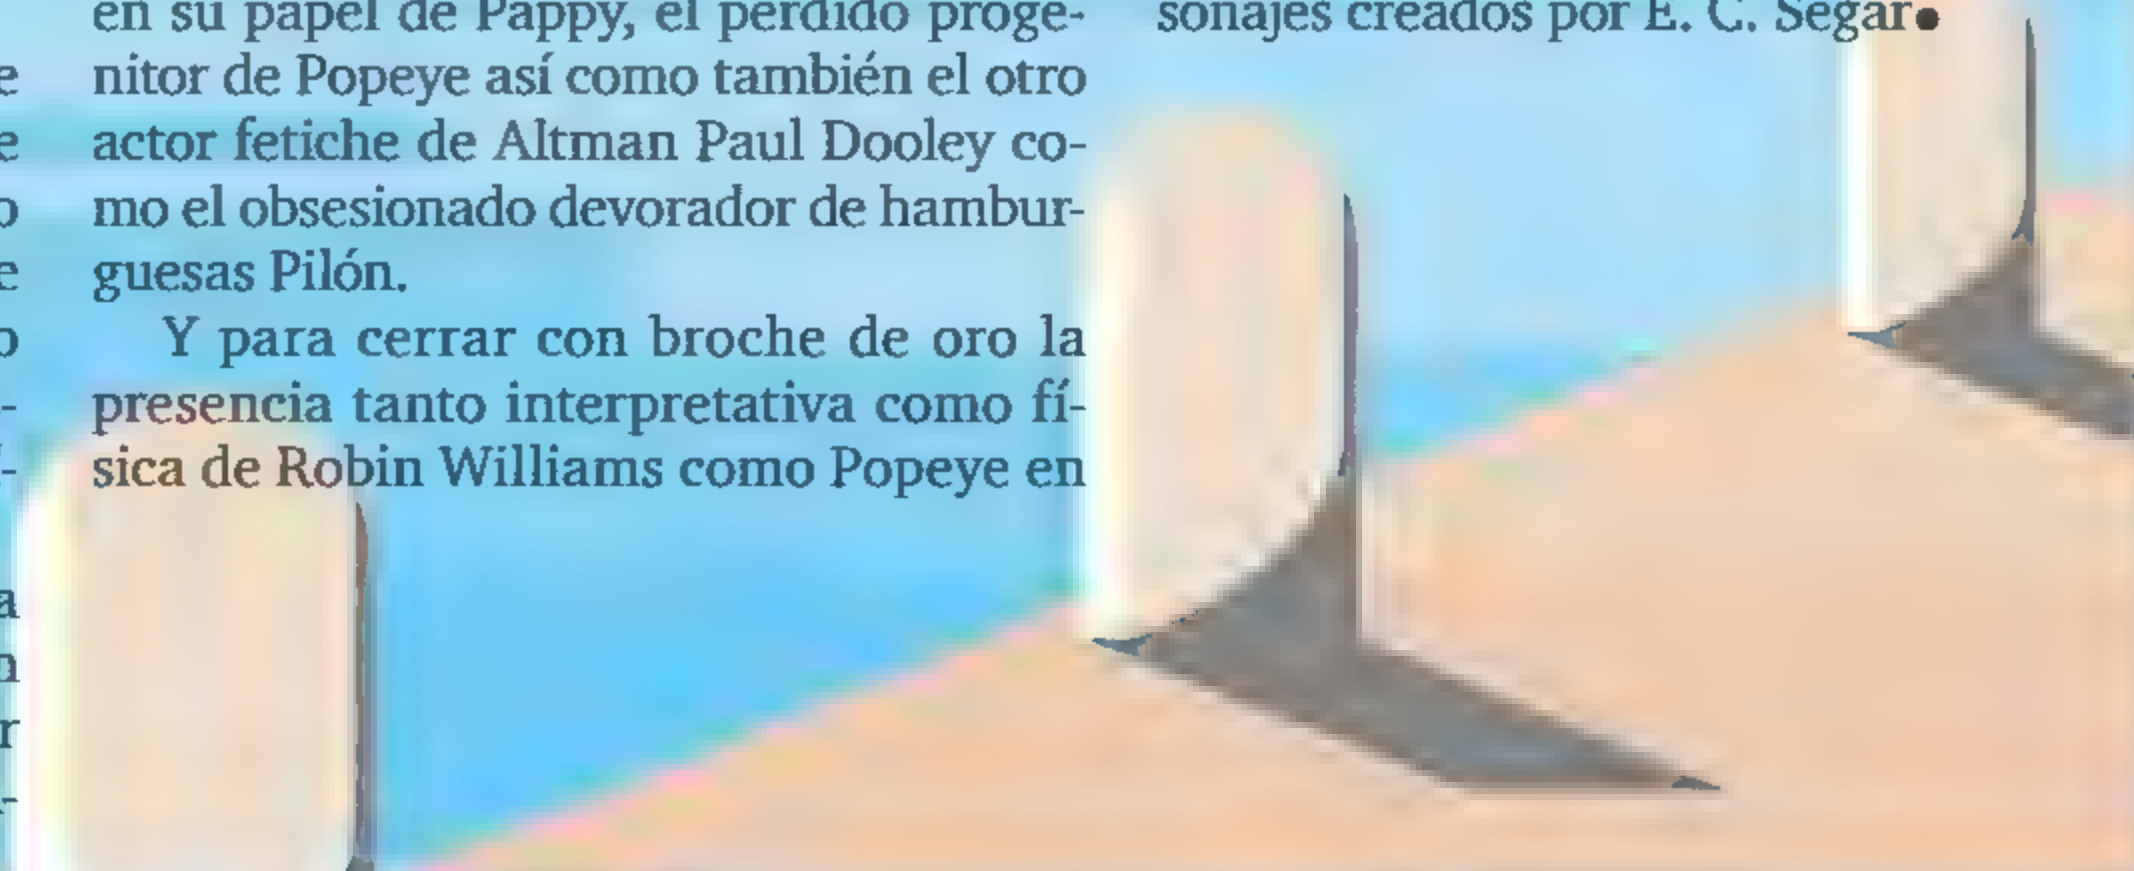 en su papel de Pappy, el perdido proge-
nitor de Popeye así como también el otro
actor fetiche de Altman Paul Dooley co-
mo el obsesionado devorador de hambur-
guesas Pilón.
Y para cerrar con broche de oro la
presencia tanto interpretativa como fí-
sica de Robin Williams como Popeye en
sonajes creados por E. C. Segar●